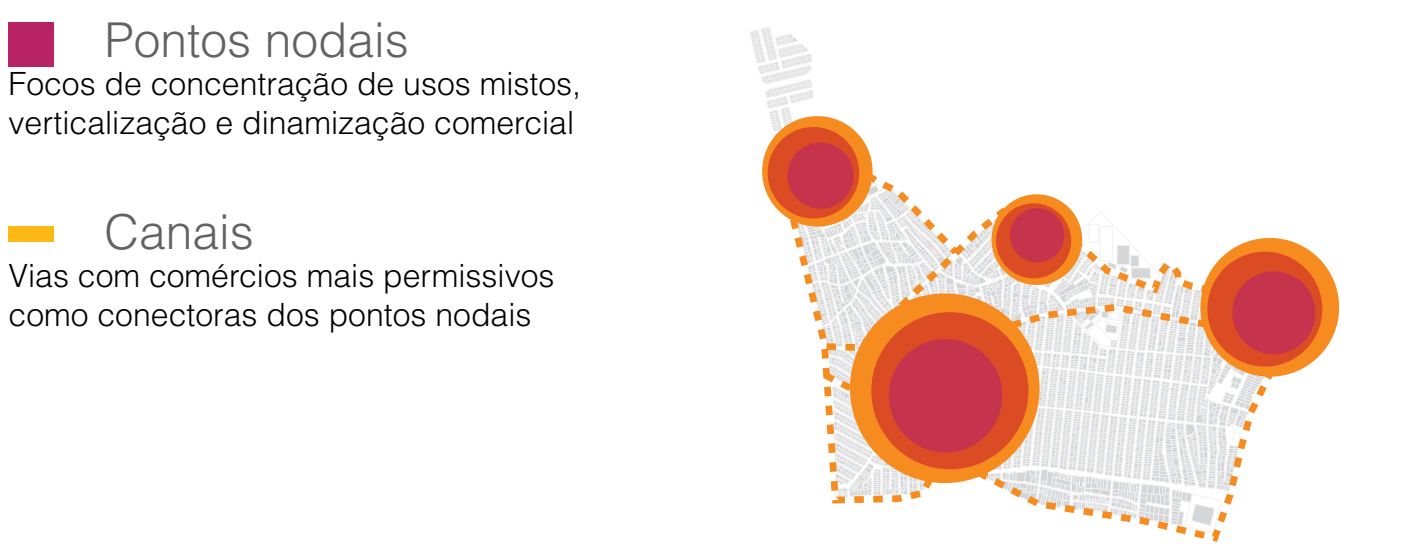 Pontos nodais
Focos de concentração de usos mistos,
verticalização e dinamização comercial
Canais
Vias com comércios mais permissivos
como conectoras dos pontos nodais